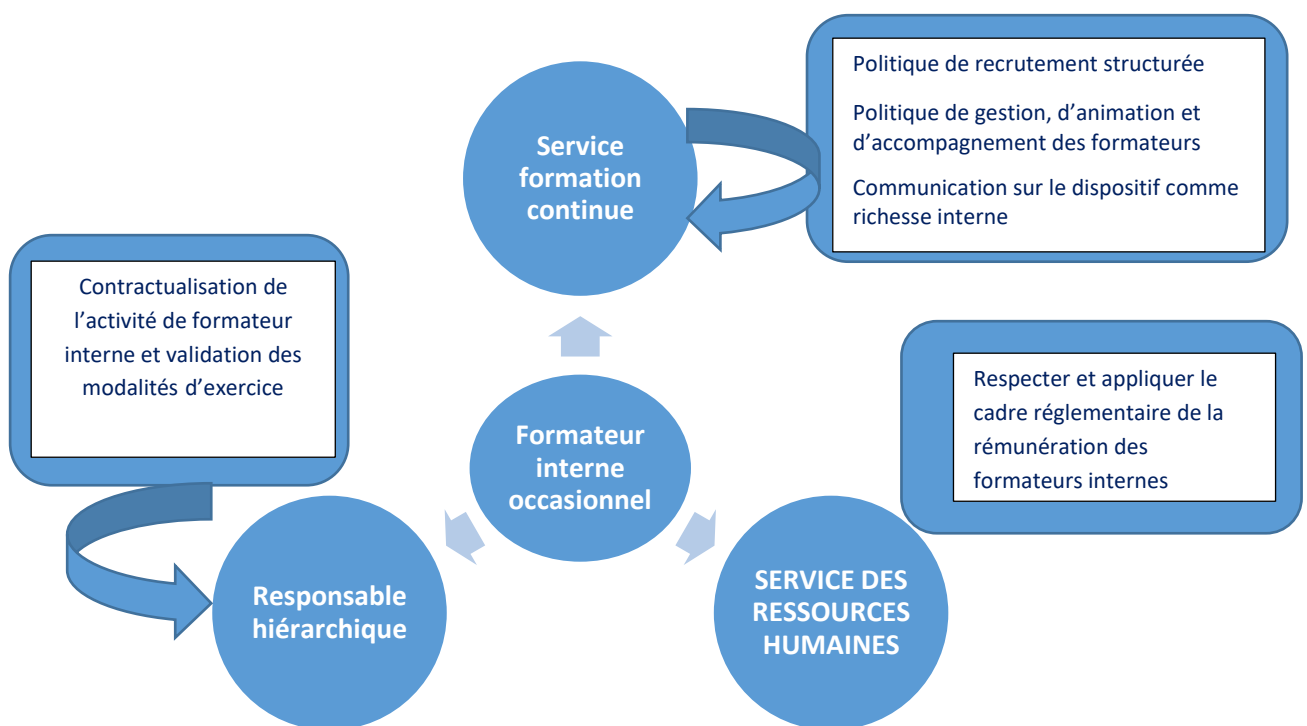 Politique de recrutement structurée
Politique de gestion, d’animation et
d’accompagnement des formateurs
Communication sur le dispositif comme
richesse interne
Service
formation
continue
Contractualisation de
l’activité de formateur
interne et validation des
modalités d’exercice
Respecter et appliquer le
cadre réglementaire de la
rémunération des
formateurs internes
Formateur
interne
occasionnel
Responsable
hiérarchique
SERVICE DES
RESSOURCES
HUMAINES